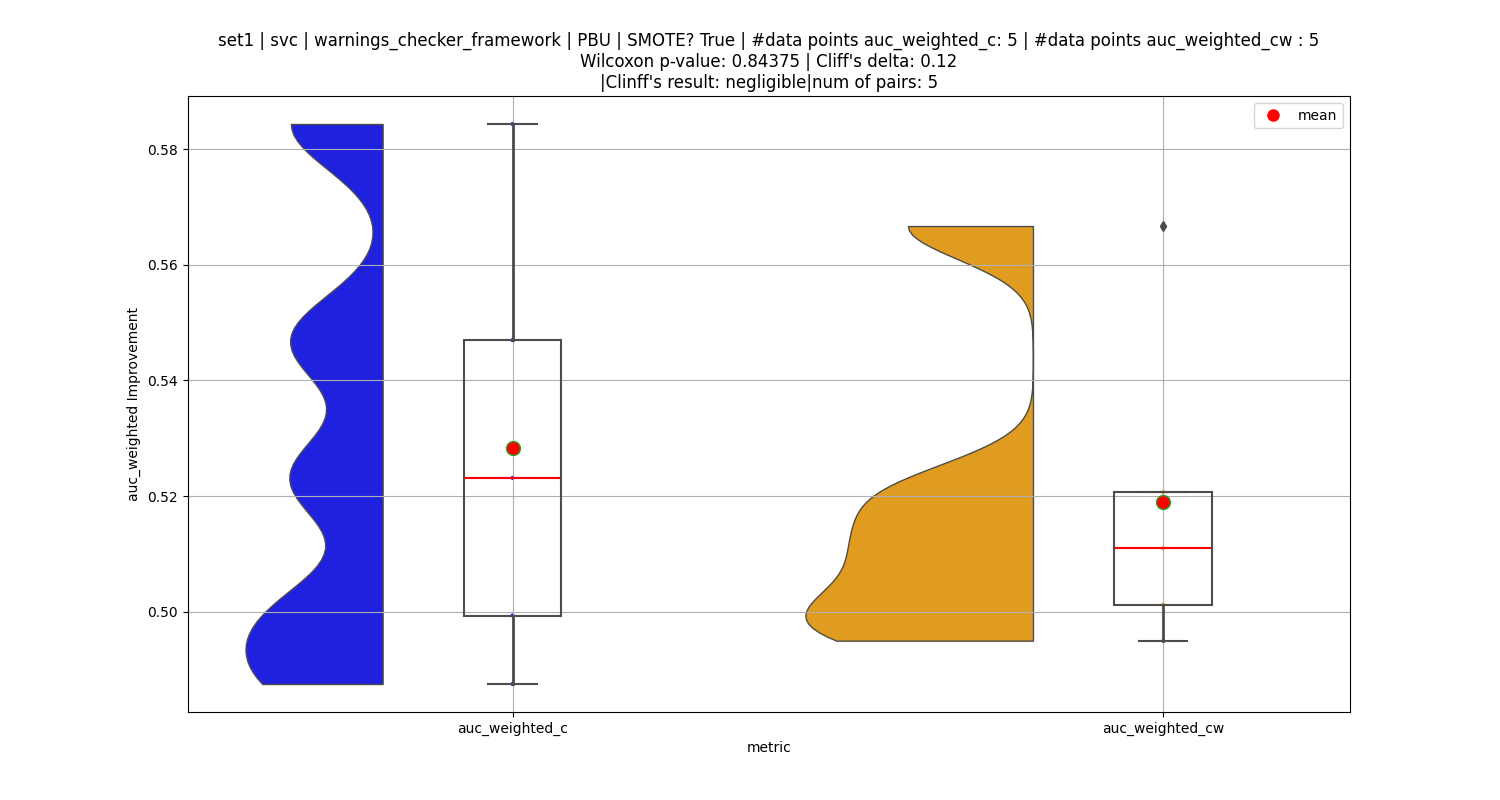 set1 | svc | warnings_checker_framework | PBU | SMOTE? True | #data points auc_weighted_c: 5 | #data points auc_weighted_cw : 5
Wilcoxon p-value: 0.84375 | Cliff's delta: 0.12
|Clinff's result: negligible|num of pairs: 5
mean
0.58
0.56
0.54
0.52
0.50
auc_weighted Improvement
auc_weighted_c
auc_weighted_cw
metric